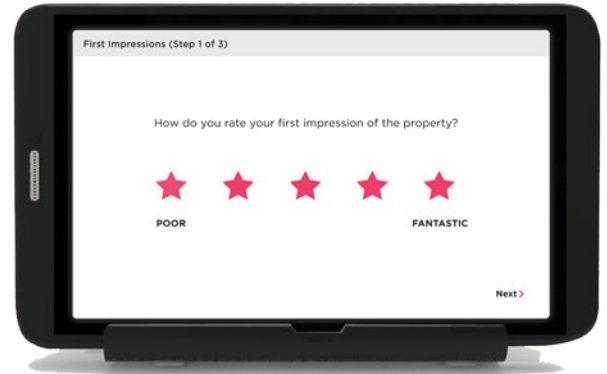 First Impressions (Step 1 of 3)
How do you rate your first impression of the property?
POOR
FANTASTIC
Next >